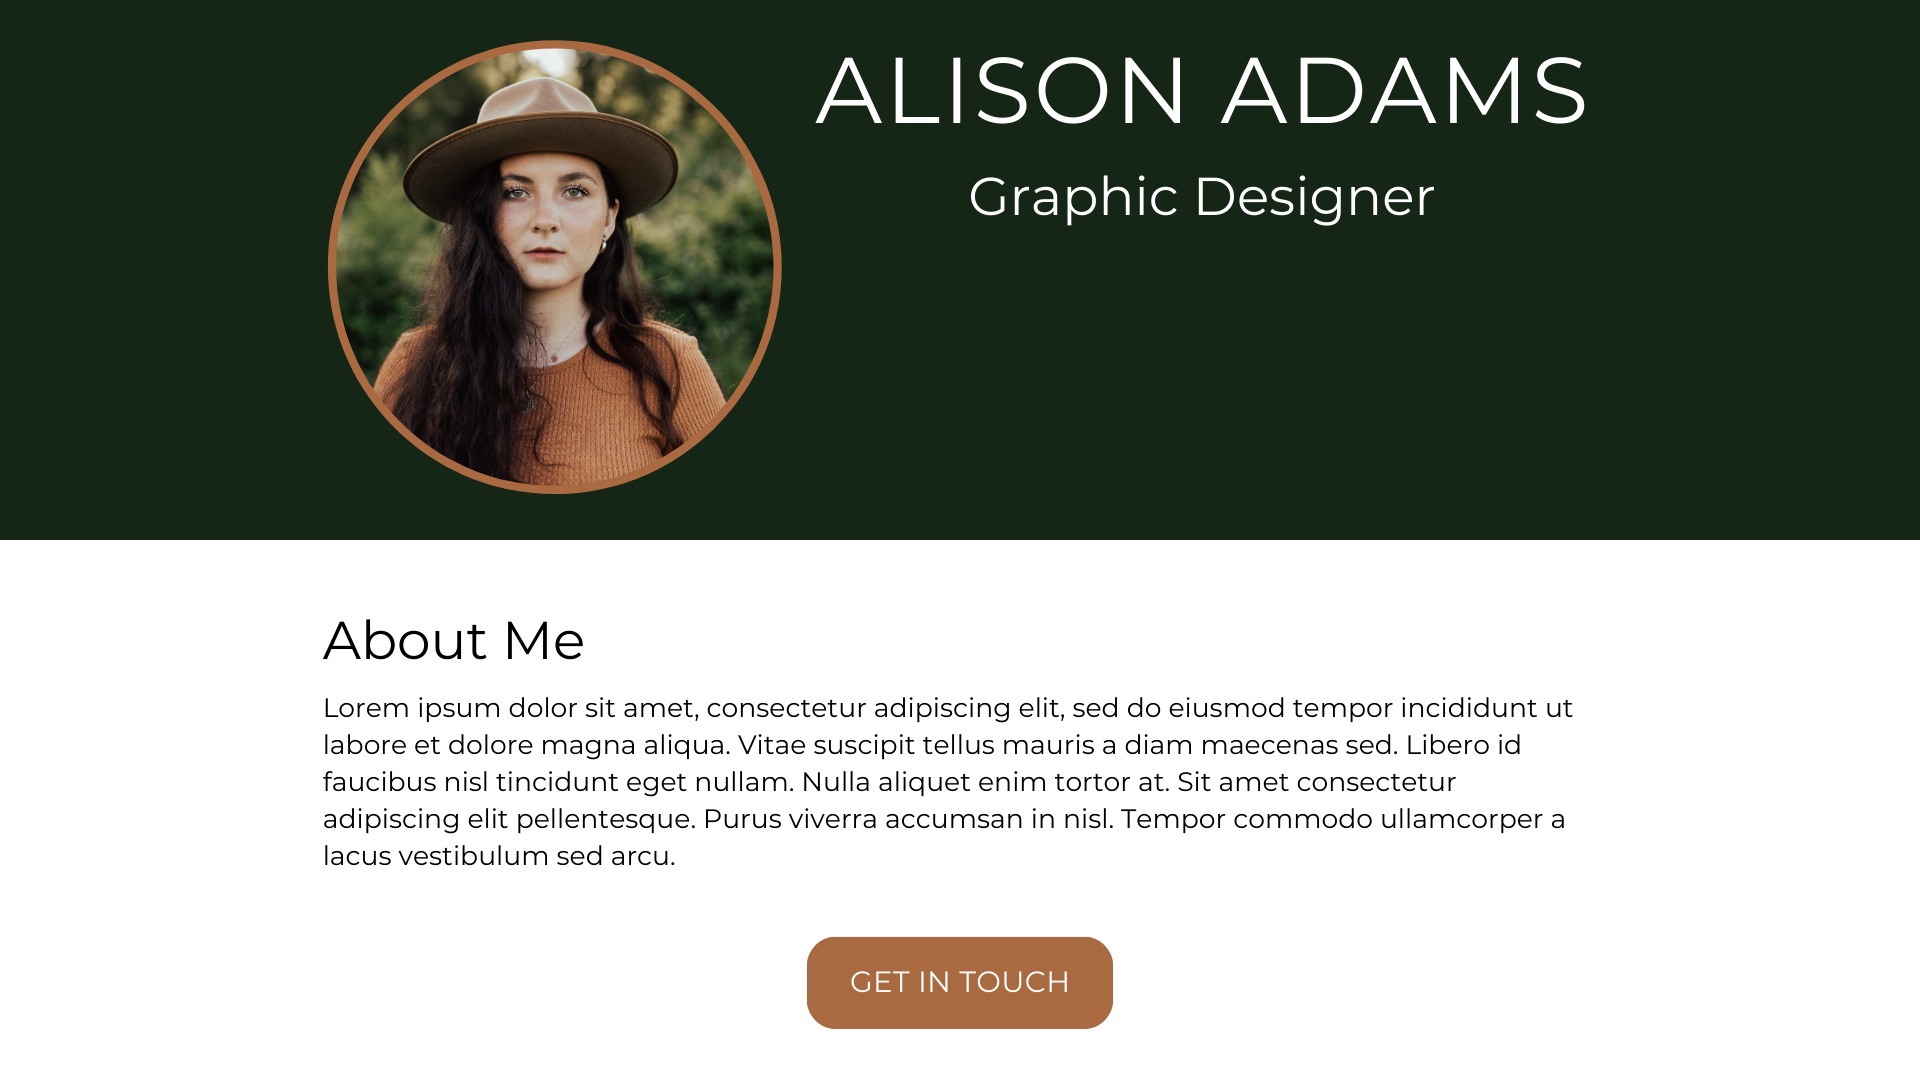 ALISON ADAMS
Graphic Designer
About Me
Lorem ipsum dolor sit amet, consectetur adipiscing elit, sed do eiusmod tempor incididunt ut
labore et dolore magna aliqua. Vitae suscipit tellus mauris a diam maecenas sed. Libero id
faucibus nisl tincidunt eget nullam. Nulla aliquet enim tortor at. Sit amet consectetur
adipiscing elit pellentesque. Purus viverra accumsan in nisl. Tempor commodo ullamcorper a
lacus vestibulum sed arcu.
GET IN TOUCH